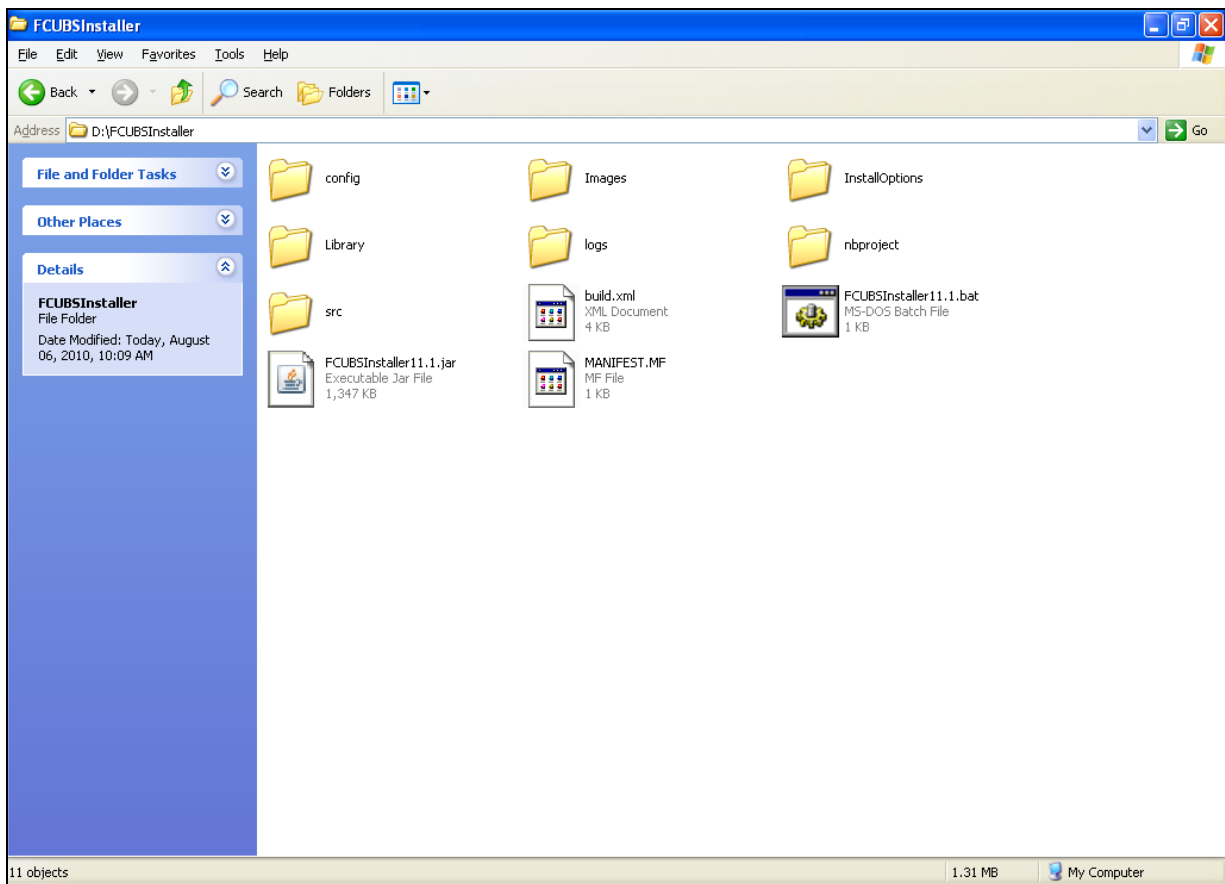 FCUBSInstaller
File Edit View Favorites Tools Help
Back Search Folders
Address D:\FCUBSInstaller Go
File and Folder Tasks
Other Places
Details
FCUBSInstaller
File Folder
Date Modified: Today, August
06, 2010, 10:09 AM
config
Images
InstallOptions
Library
logs
nbproject
src
build.xml
XML Document
4 KB
FCUBSInstaller11.1.bat
MS-DOS Batch File
1 KB
FCUBSInstaller11.1.jar
Executable Jar File
1,347 KB
MANIFEST.MF
MF File
1 KB
11 objects 1.31 MB My Computer